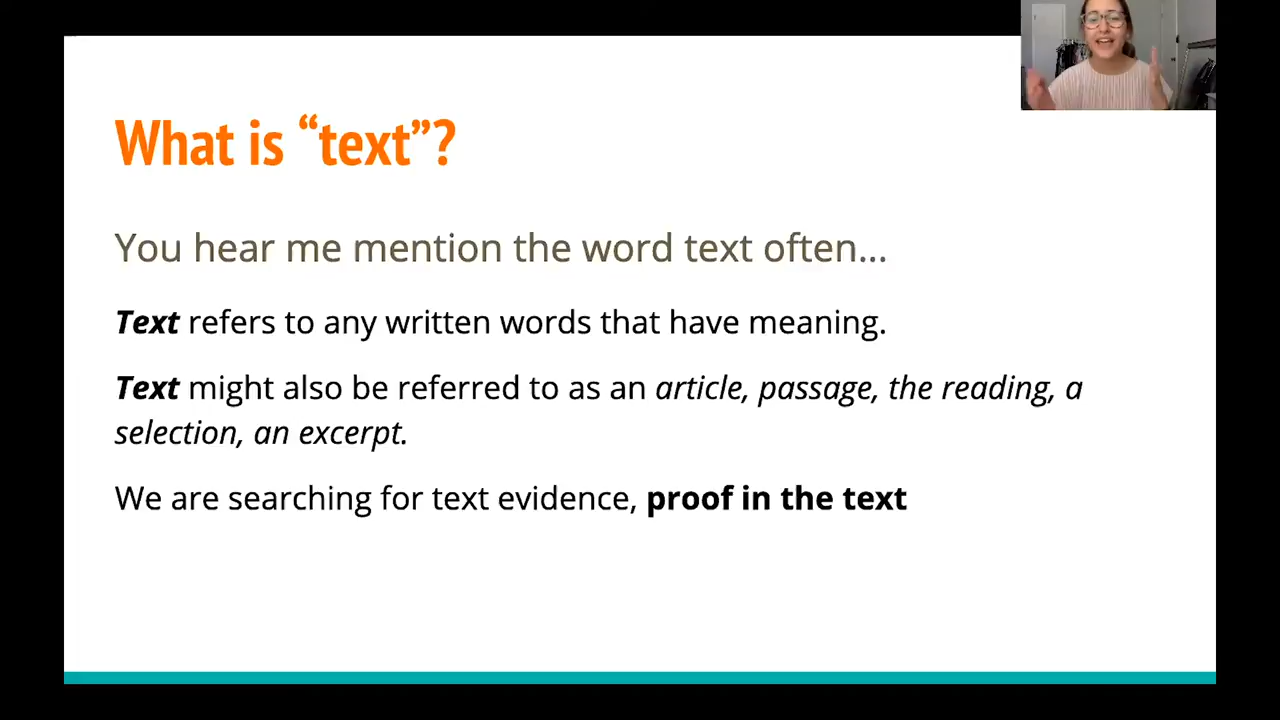 What is “text”?
You hear me mention the word text often...
Text refers to any written words that have meaning.
Text might also be referred to as an article, passage, the reading, a
selection, an excerpt.
We are searching for text evidence, proof in the text